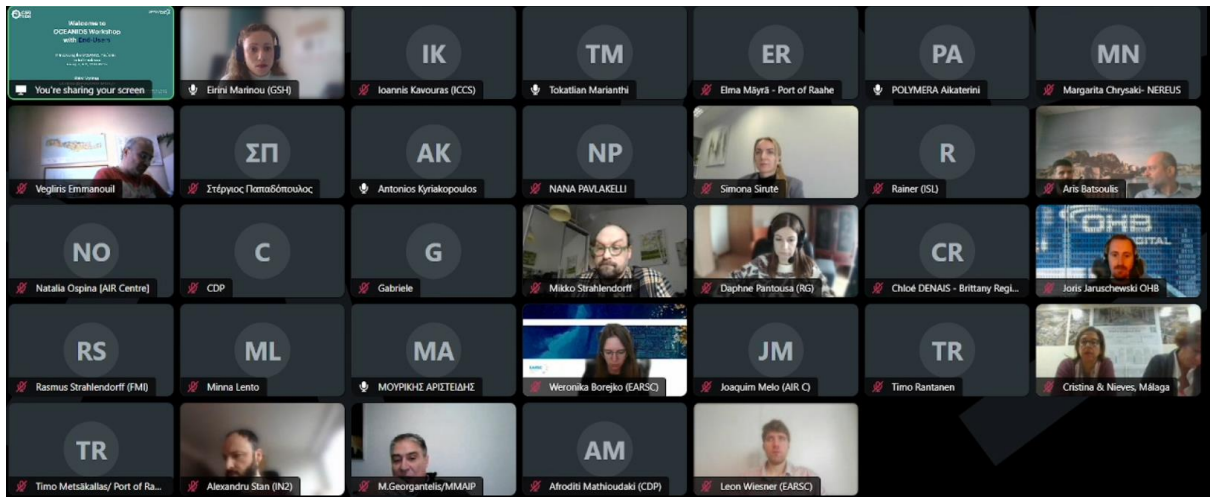 Welcome to
OCEANIDS Workshop
with End-Users
You're sharing your screen
Eirini Marinou (GSH)
IK
Ioannis Kavouras (ICCS)
TM
Tokatlian Marianthi
ER
Elma Mäyrä - Port of Raahe
PA
POLYMERA Aikaterini
MN
Margarita Chrysaki- NEREUS
Vegliris Emmanouil
ΣΠ
Στέργιος Παπαδόπουλος
AK
Antonios Kyriakopoulos
NP
NANA PAVLAKELLI
Simona Sirutė
R
Rainer (ISL)
Aris Batsoulis
NO
Natalia Ospina [AIR Centre]
C
CDP
G
Gabriele
Mikko Strahlendorff
Daphne Pantousa (RG)
CR
Chloé DENAIS - Brittany Regi...
OHB
DIGITAL
Joris Jaruschewski OHB
RS
Rasmus Strahlendorff (FMI)
ML
Minna Lento
MA
ΜΟΥΡΙΚΗΣ ΑΡΙΣΤΕΙΔΗΣ
Weronika Borejko (EARSC)
JM
Joaquim Melo (AIR C)
TR
Timo Rantanen
Cristina & Nieves, Málaga
TR
Timo Metsäkallas/ Port of Ra...
Alexandru Stan (IN2)
M.Georgantelis/MMAIP
AM
Afroditi Mathioudaki (CDP)
Leon Wiesner (EARSC)